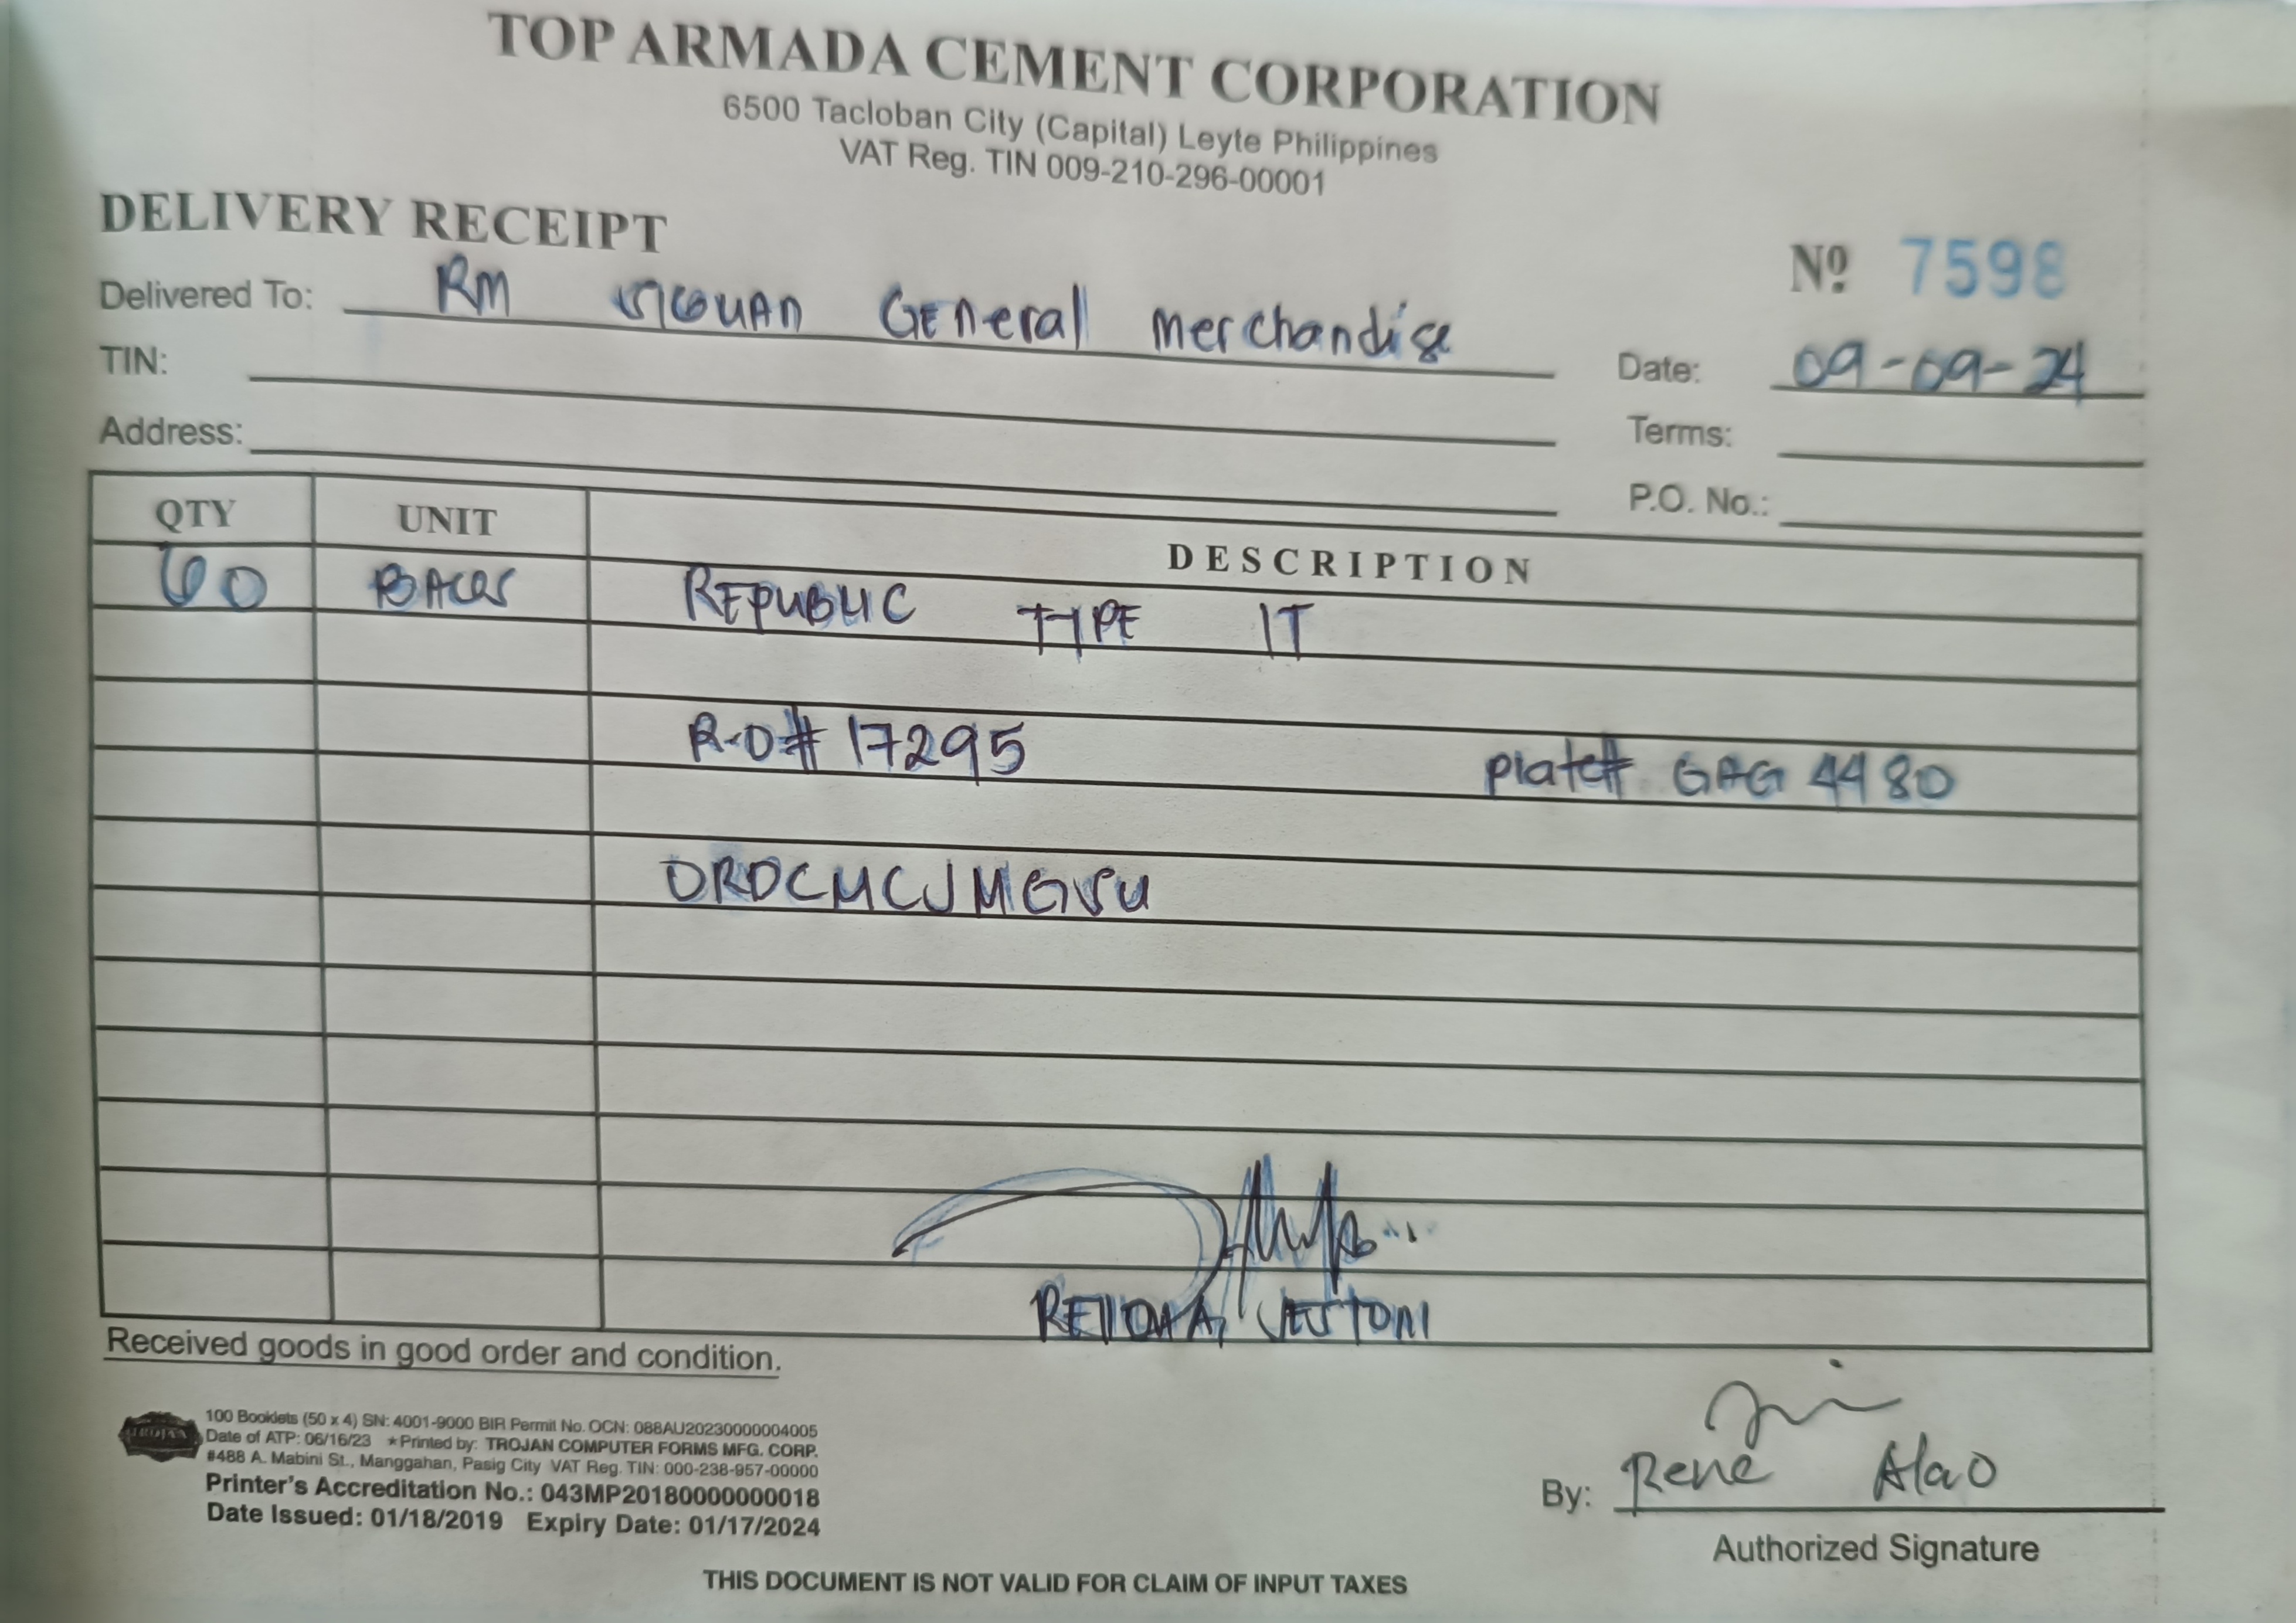 TOP ARMADA CEMENT CORPORATION
6500 Tacloban City (Capital) Leyte Philippines
VAT Reg. TIN 009-210-296-00001
DELIVERY RECEIPT
Nº 7598
Delivered To: RM General Merchandise
TIN:
Date: 09-09-24
Address:
Terms:
P.O. No.:
QTY UNIT DESCRIPTION
60 BAGS REPUBLIC TYPE IT
R-O# 17295 Plate# GAG 4480
ORDCMCJMGVU
Received goods in good order and condition.
TROJAN
100 Booklets (50 x 4) SN: 4001-9000 BIR Permit No. OCN: 088AU20230000004005
Date of ATP: 06/16/23 ★Printed by: TROJAN COMPUTER FORMS MFG. CORP.
#488 A. Mabini St., Manggahan, Pasig City VAT Reg. TIN: 000-238-957-00000
Printer's Accreditation No.: 043MP20180000000018
Date Issued: 01/18/2019 Expiry Date: 01/17/2024
By: Rene Alao
Authorized Signature
THIS DOCUMENT IS NOT VALID FOR CLAIM OF INPUT TAXES